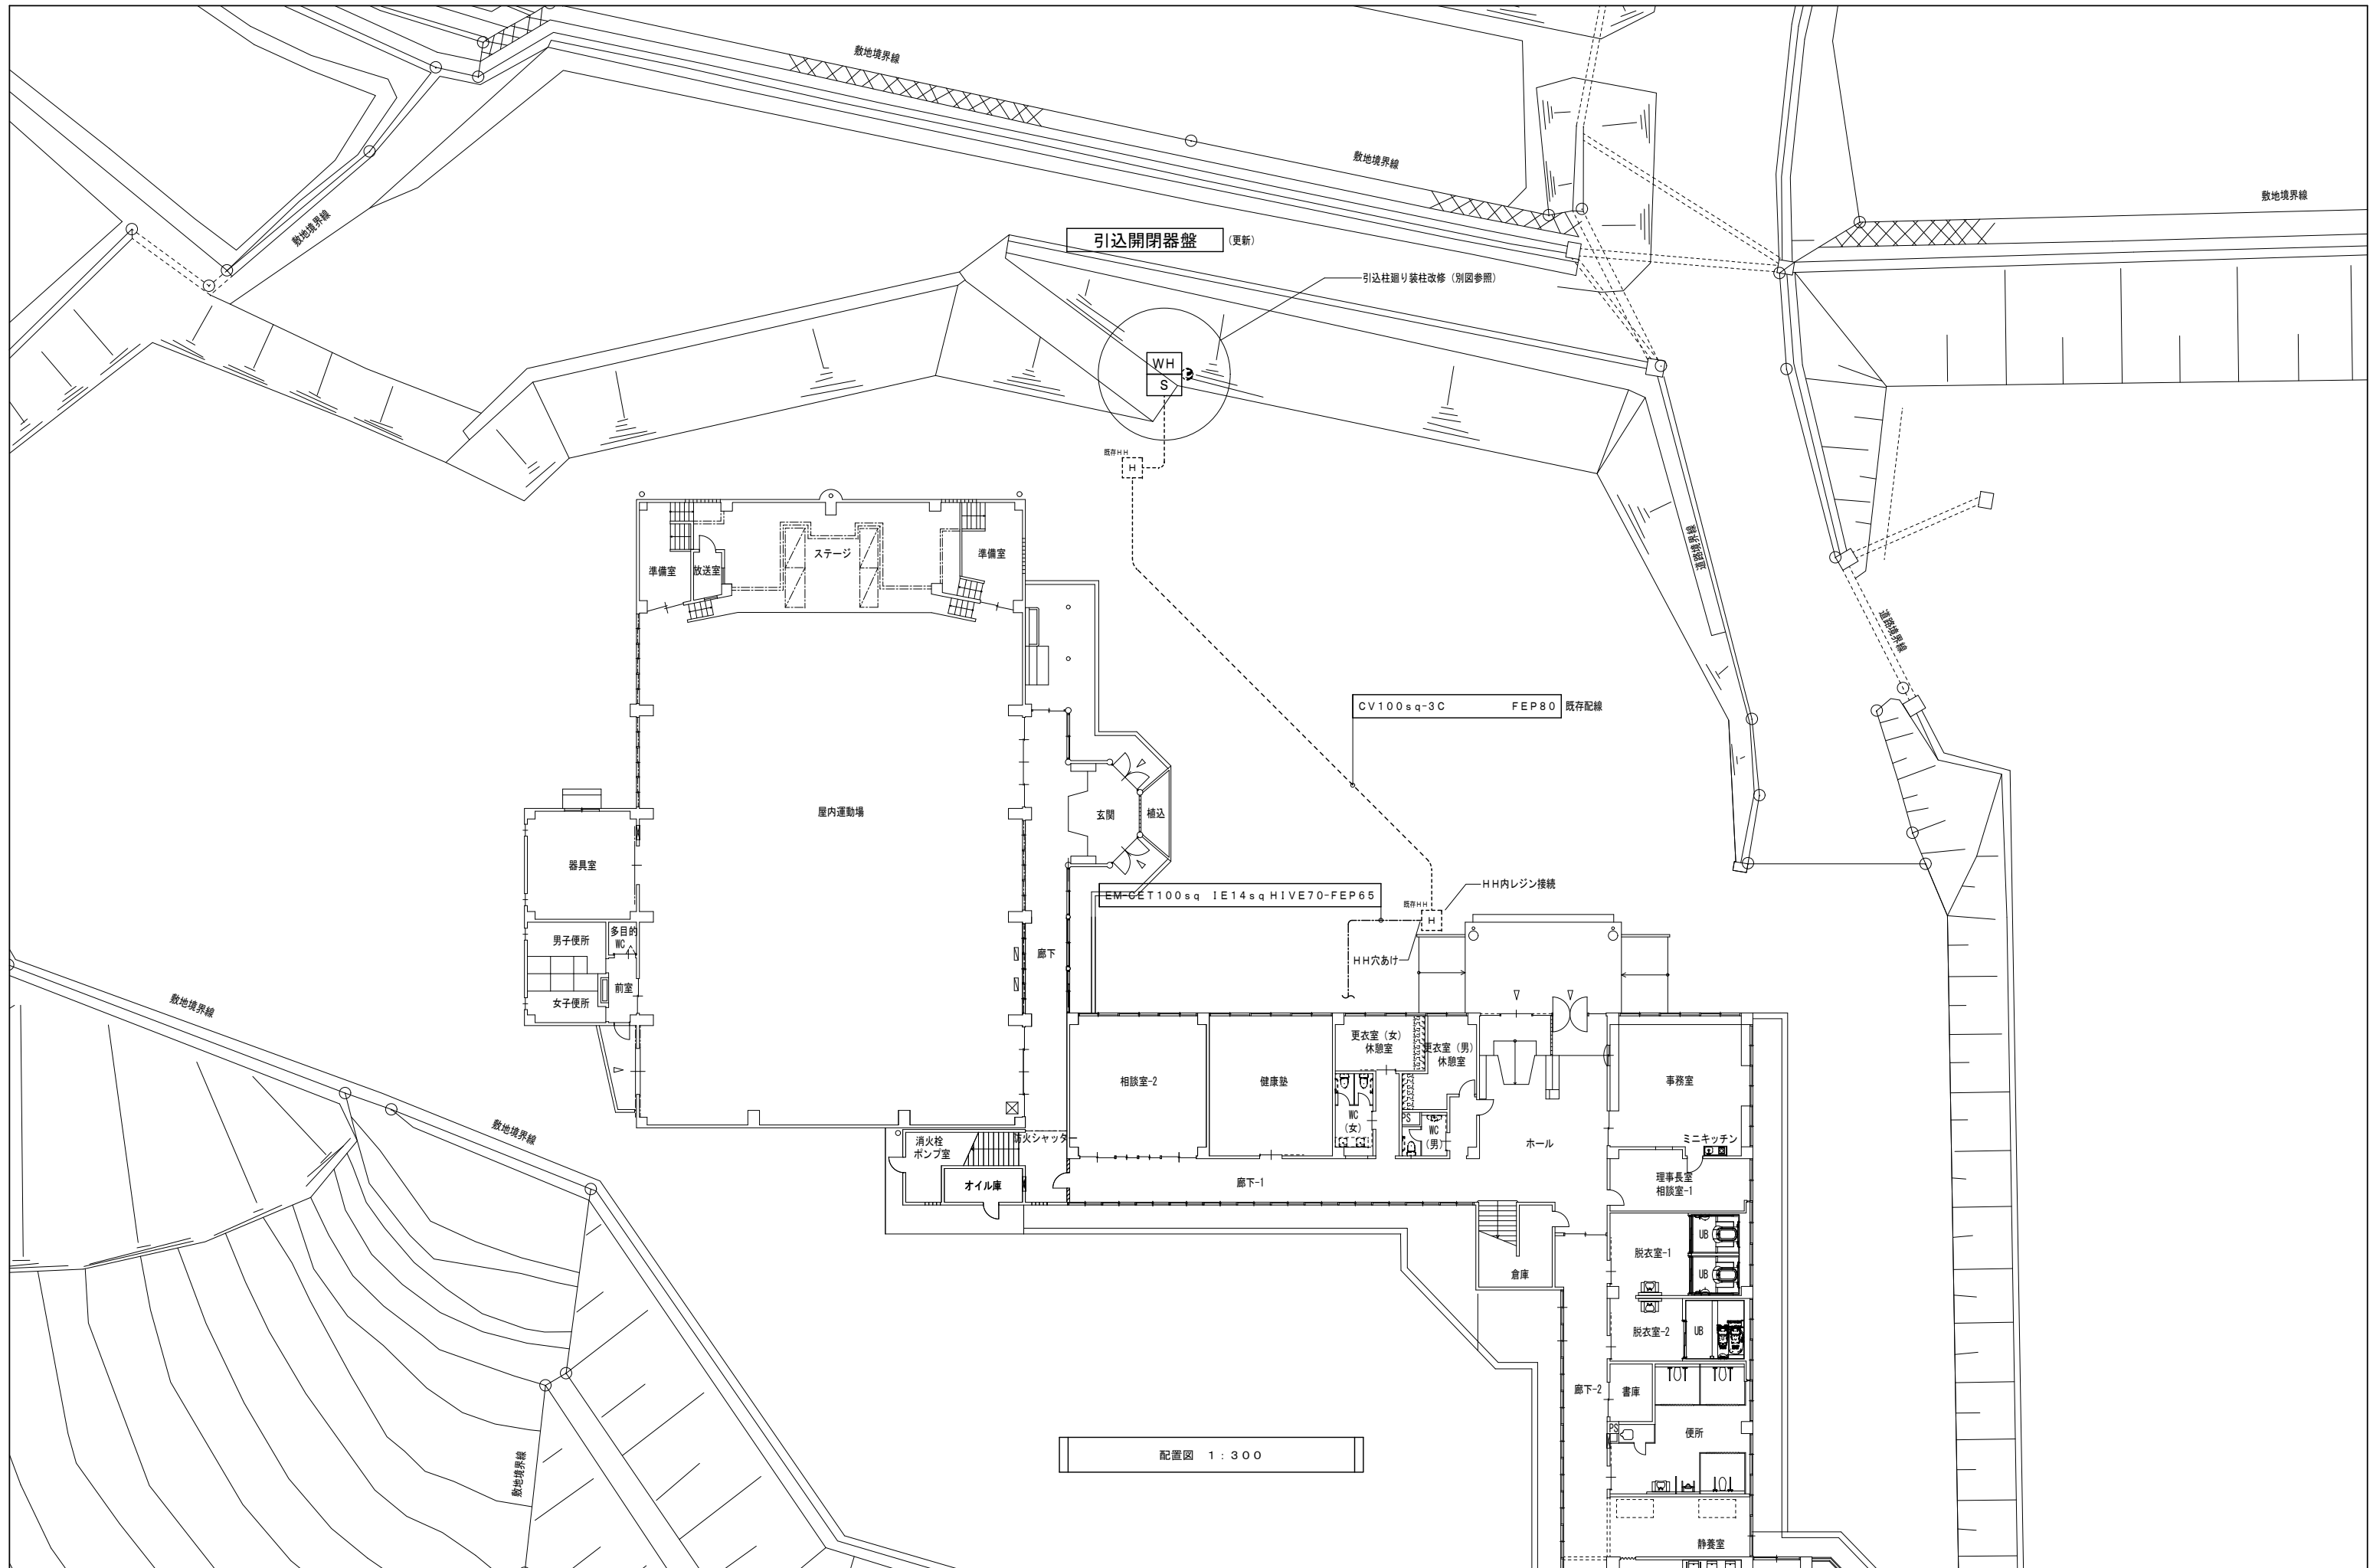 敷地境界線
敷地境界線
敷地境界線
敷地境界線
引込開閉器盤 (更新)
引込柱廻り装柱改修（別図参照）
WH
S
既存HH
H
道路境界線
道路境界線
準備室
放送室
ステージ
準備室
CV100sq-3C FEP80 既存配線
屋内運動場
玄関
植込
器具室
EM-CET100sq IE14sq HIVE70-FEP65
HH内レジン接続
既存HH
H
HH穴あけ
男子便所
多目的
WC
女子便所
前室
廊下
敷地境界線
敷地境界線
相談室-2
健康塾
更衣室（女）
休憩室
更衣室（男）
休憩室
事務室
WC
(女)
PS
WC
(男)
ホール
ミニキッチン
消火栓
ポンプ室
防火シャッター
オイル庫
廊下-1
理事長室
相談室-1
倉庫
脱衣室-1
UB
UB
脱衣室-2
UB
廊下-2
書庫
PS
便所
敷地境界線
配置図 1：300
静養室